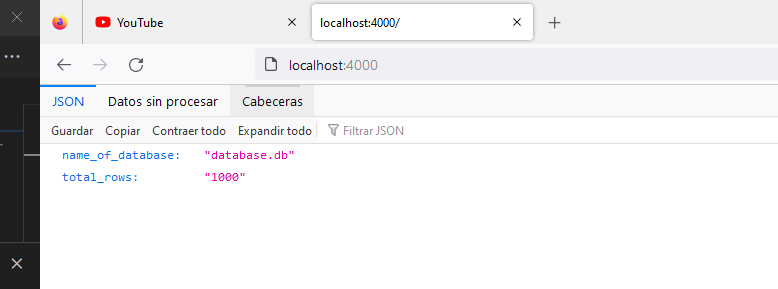 YouTube
localhost:4000/
localhost:4000
JSON Datos sin procesar Cabeceras
Guardar Copiar Contraer todo Expandir todo Filtrar JSON
name_of_database: "database.db"
total_rows: "1000"